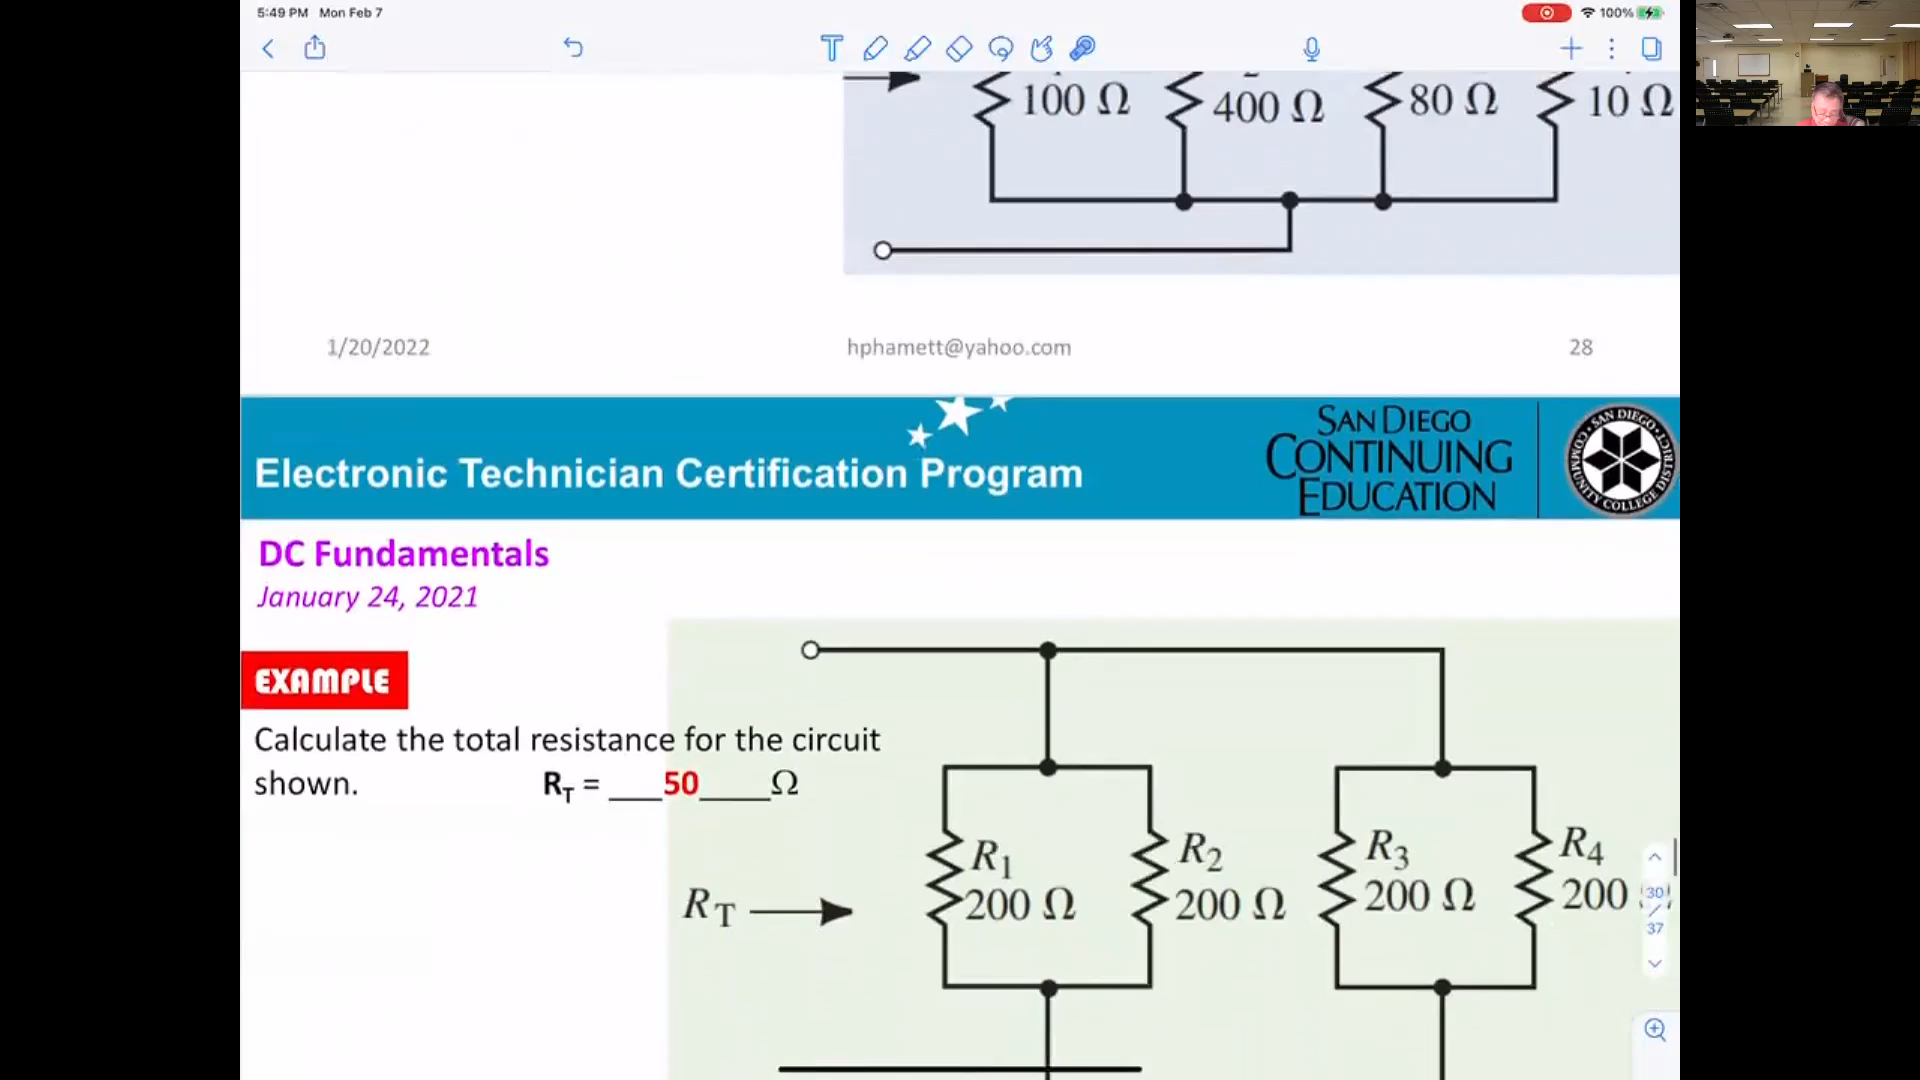 5:49 PM Mon Feb 7
100%
100 Ω
400 Ω
80 Ω
10 Ω
1/20/2022
hphamett@yahoo.com
28
Electronic Technician Certification Program
SAN DIEGO
CONTINUING
EDUCATION
SAN DIEGO
COMMUNITY COLLEGE DISTRICT
DC Fundamentals
January 24, 2021
EXAMPLE
Calculate the total resistance for the circuit
shown. RT = ___50____Ω
RT
R1
200 Ω
R2
200 Ω
R3
200 Ω
R4
200
30
/
37